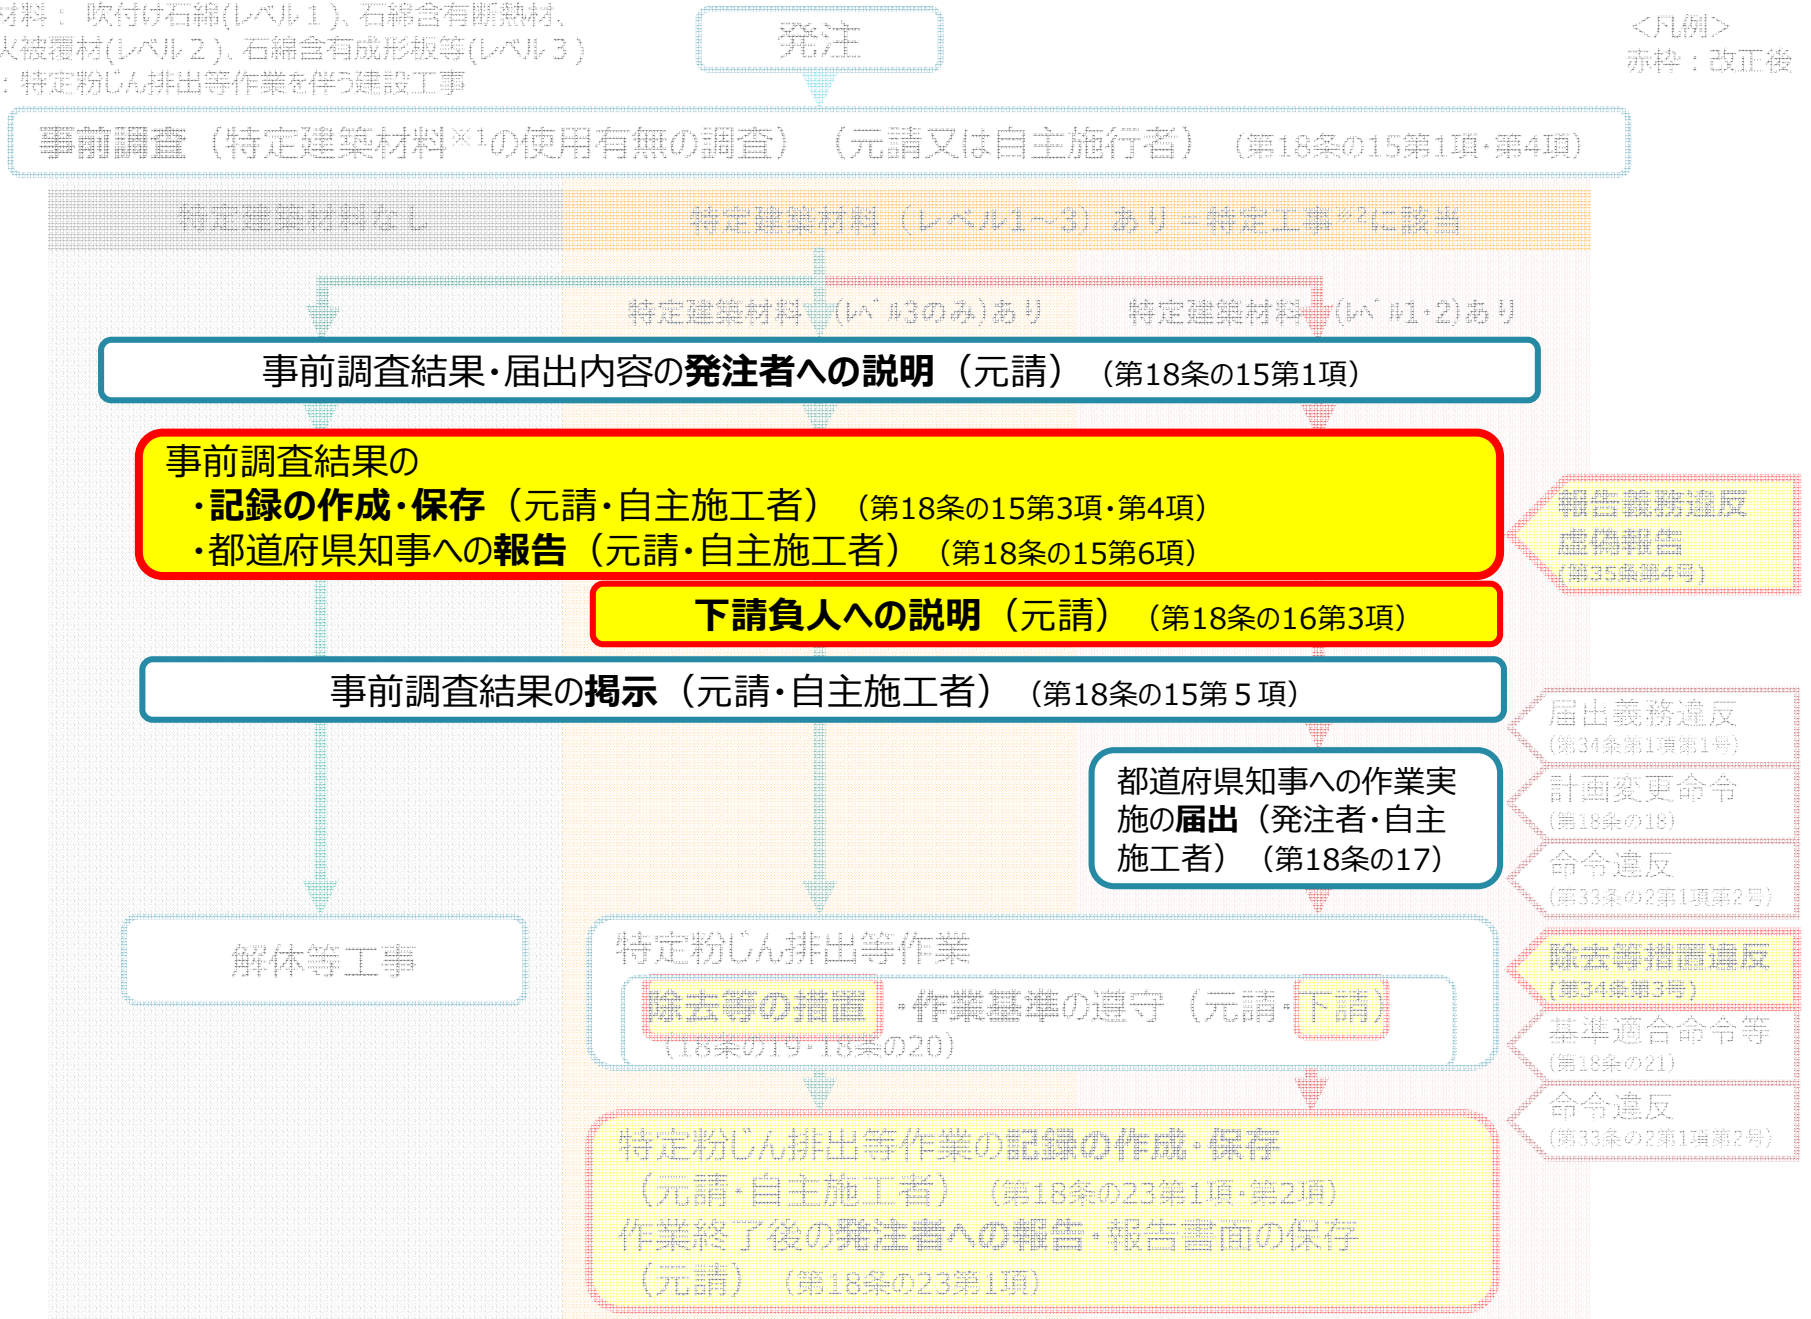 材料： 吹付け石綿(レベル１)、石綿含有断熱材、
火被覆材(レベル２)、石綿含有成形板等(レベル３)
：特定粉じん排出等作業を伴う建設工事
発注
＜凡例＞
赤枠：改正後
事前調査（特定建築材料※1の使用有無の調査）（元請又は自主施行者）（第18条の15第1項・第4項）
特定建築材料なし
特定建築材料（レベル1～3）あり＝特定工事※2に該当
特定建築材料 (ﾚﾍﾞﾙ3のみ)あり
特定建築材料 (ﾚﾍﾞﾙ1・2)あり
事前調査結果・届出内容の発注者への説明（元請）（第18条の15第1項）
事前調査結果の
・記録の作成・保存（元請・自主施工者）（第18条の15第3項・第4項）
・都道府県知事への報告（元請・自主施工者）（第18条の15第6項）
報告義務違反
虚偽報告
(第35条第4号)
下請負人への説明（元請）（第18条の16第3項）
事前調査結果の掲示（元請・自主施工者）（第18条の15第５項）
届出義務違反
(第34条第1項第1号)
都道府県知事への作業実
施の届出（発注者・自主
施工者）（第18条の17）
計画変更命令
(第18条の18)
命令違反
(第33条の2第1項第2号)
解体等工事
特定粉じん排出等作業
除去等の措置・作業基準の遵守（元請・下請）
（18条の19・18条の20）
除去等措置違反
(第34条第3号)
基準適合命令等
(第18条の21)
命令違反
(第33条の2第1項第2号)
特定粉じん排出等作業の記録の作成・保存
（元請・自主施工者）（第18条の23第1項・第2項）
作業終了後の発注者への報告・報告書面の保存
（元請）（第18条の23第1項）